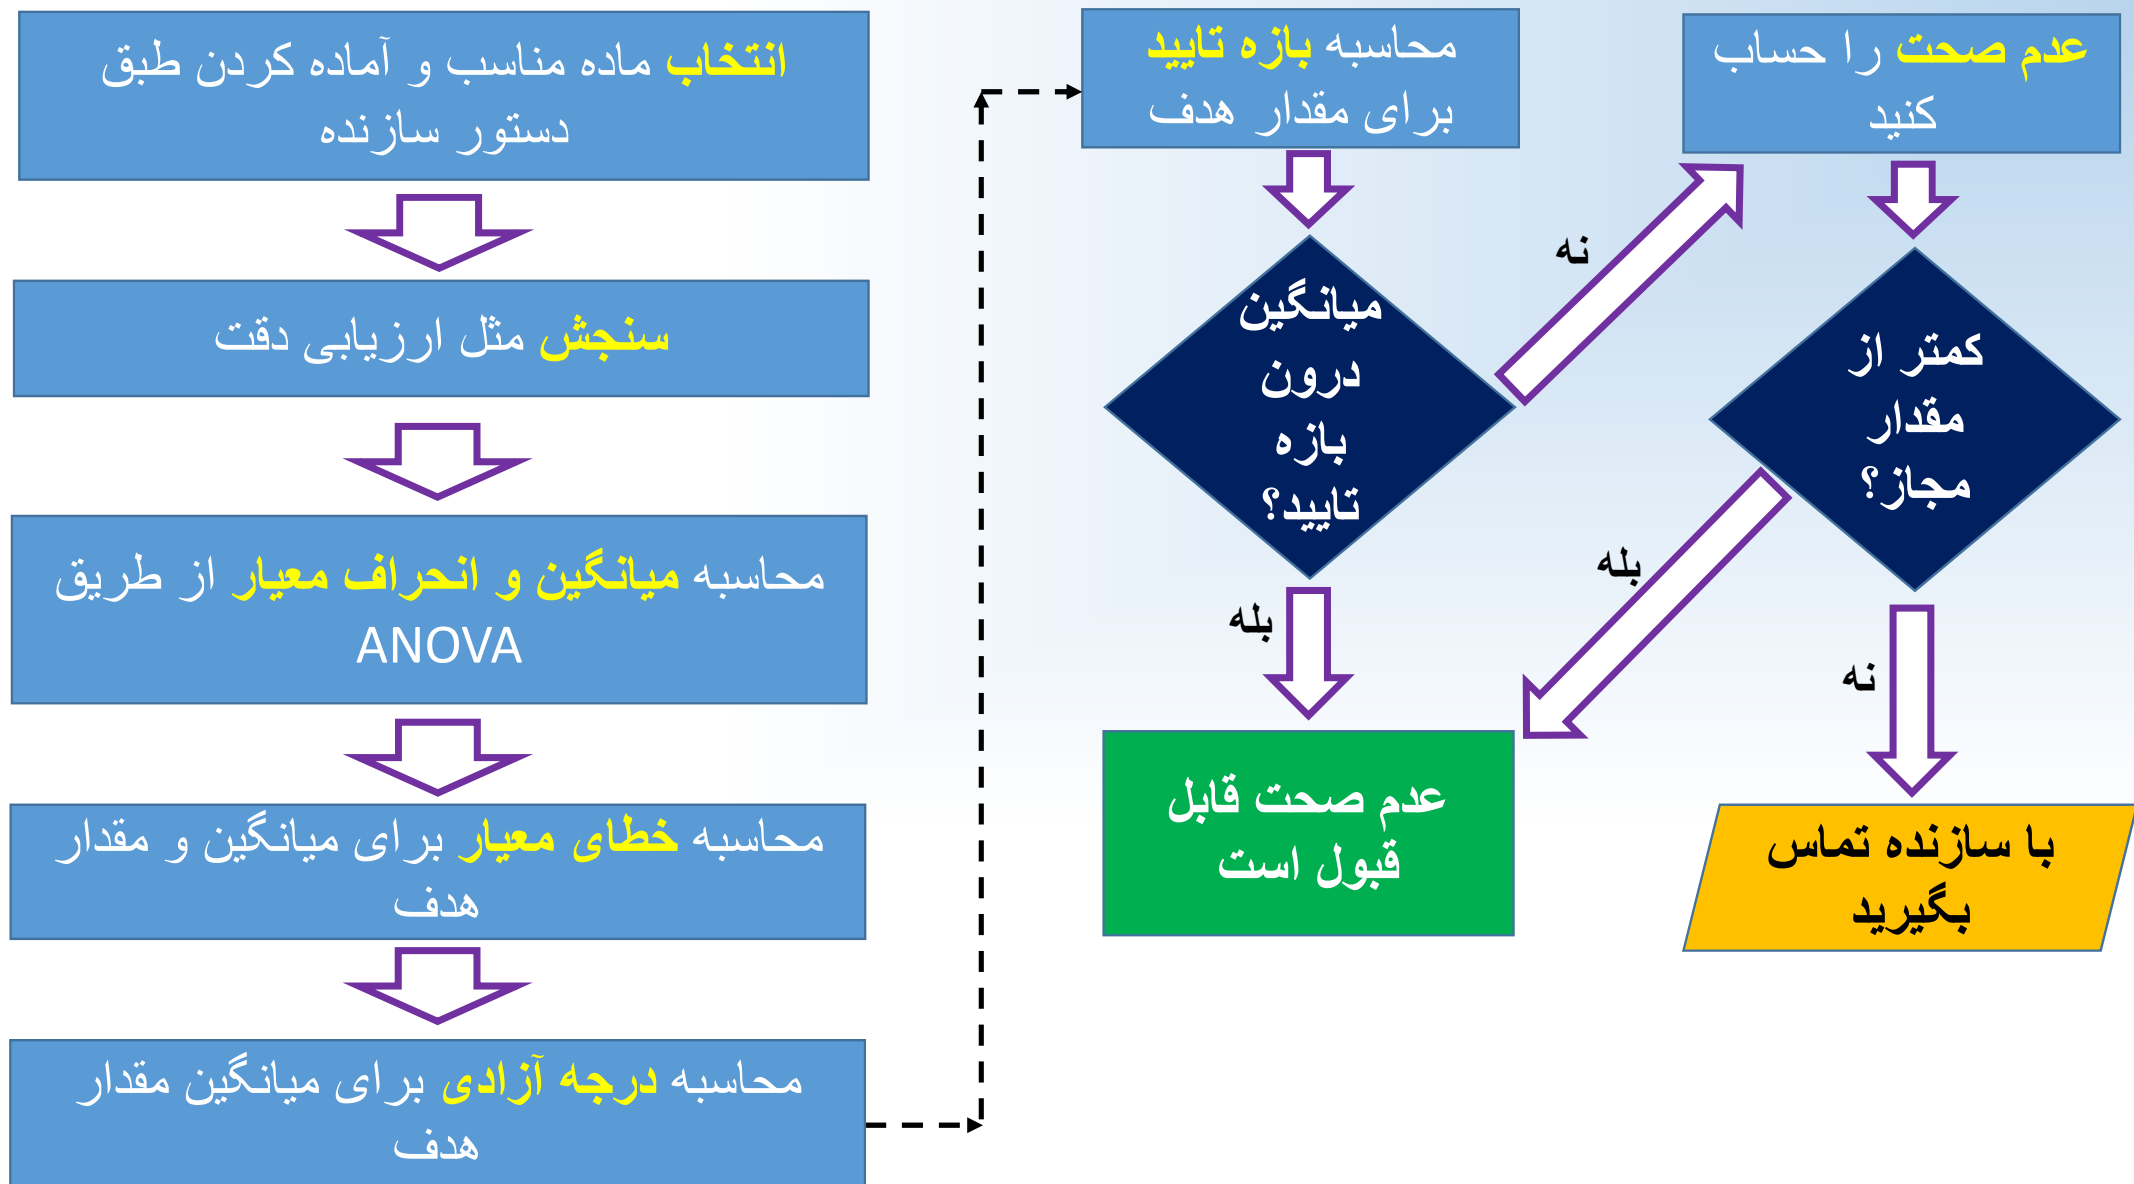 انتخاب ماده مناسب و آماده کردن طبق
دستور سازنده
سنجش مثل ارزیابی دقت
محاسبه میانگین و انحراف معیار از طریق
ANOVA
محاسبه خطای معیار برای میانگین و مقدار
هدف
محاسبه درجه آزادی برای میانگین مقدار
هدف
محاسبه بازه تایید
برای مقدار هدف
میانگین
درون
بازه
تایید؟
نه
بله
عدم صحت قابل
قبول است
عدم صحت را حساب
کنید
کمتر از
مقدار
مجاز؟
بله
نه
با سازنده تماس
بگیرید